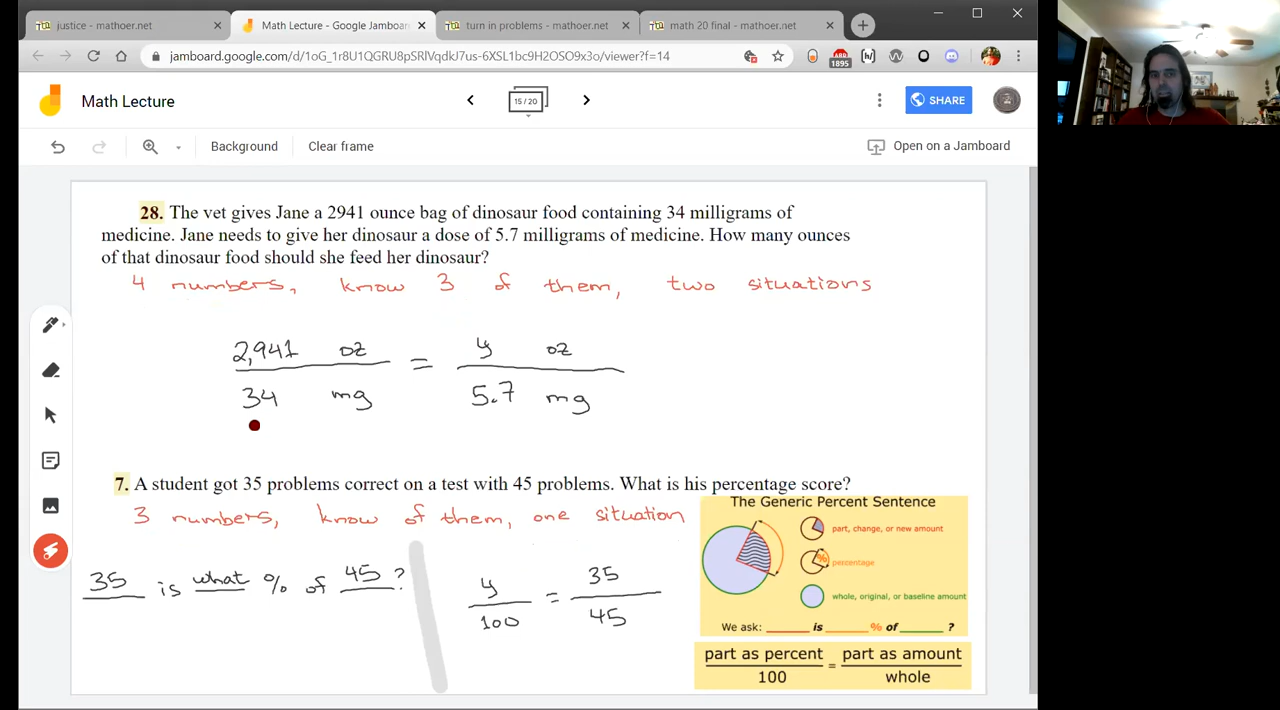 justice - mathoer.net
Math Lecture - Google Jamboar
turn in problems - mathoer.net
math 20 final - mathoer.net
jamboard.google.com/d/1oG_1r8U1QGRU8pSRlVqdkJ7us-6XSL1bc9H2OSO9x3o/viewer?f=14
ABP
1895
Math Lecture
15 / 20
SHARE
Background
Clear frame
Open on a Jamboard
28. The vet gives Jane a 2941 ounce bag of dinosaur food containing 34 milligrams of
medicine. Jane needs to give her dinosaur a dose of 5.7 milligrams of medicine. How many ounces
of that dinosaur food should she feed her dinosaur?
4 numbers, know 3 of them, two situations
2,941 oz = y oz
34 mg 5.7 mg
7. A student got 35 problems correct on a test with 45 problems. What is his percentage score?
3 numbers, know of them, one situation
35 is what % of 45?
y = 35
100 45
The Generic Percent Sentence
part, change, or new amount
%
percentage
whole, original, or baseline amount
We ask: ______ is ______ % of ______ ?
part as percent = part as amount
100 whole